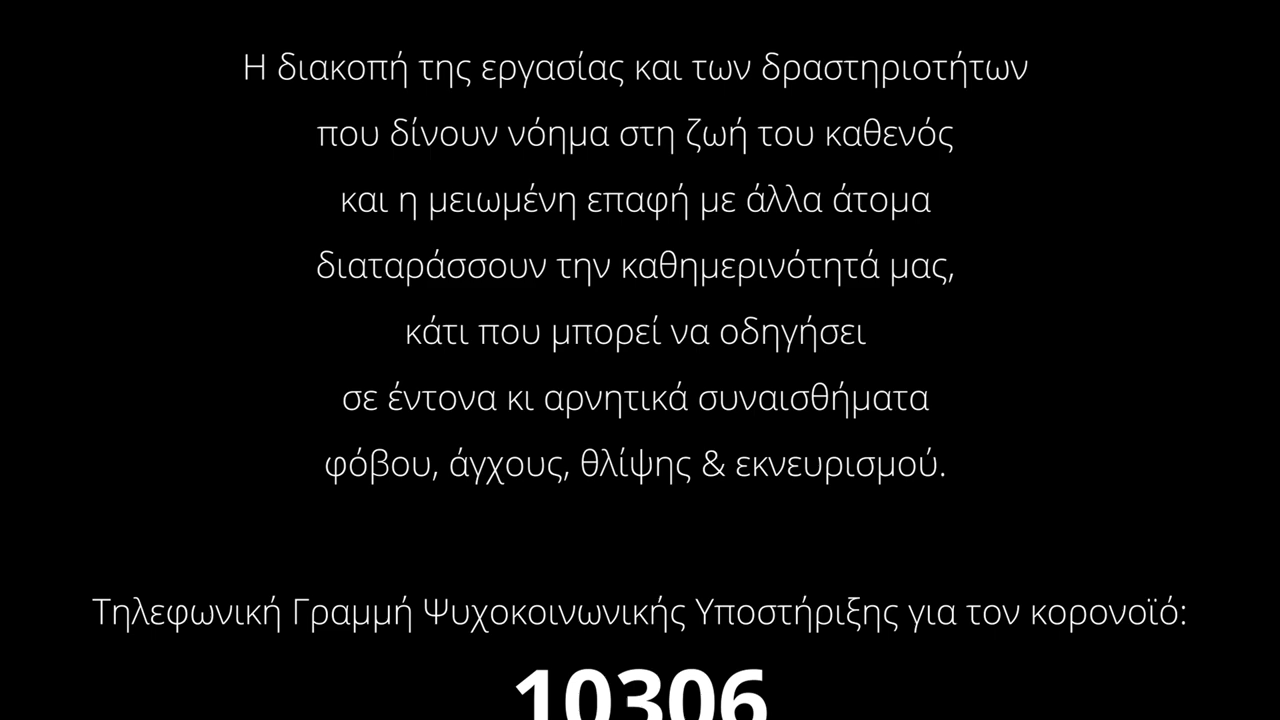 Η διακοπή της εργασίας και των δραστηριοτήτων
που δίνουν νόημα στη ζωή του καθενός
και η μειωμένη επαφή με άλλα άτομα
διαταράσσουν την καθημερινότητά μας,
κάτι που μπορεί να οδηγήσει
σε έντονα κι αρνητικά συναισθήματα
φόβου, άγχους, θλίψης & εκνευρισμού.
Τηλεφωνική Γραμμή Ψυχοκοινωνικής Υποστήριξης για τον κορονοϊό:
10306